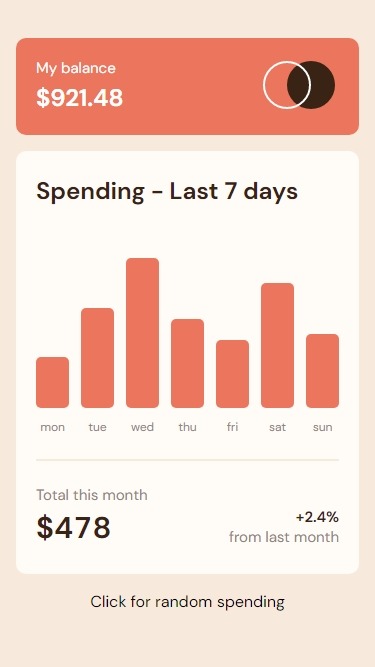 My balance
$921.48
Spending - Last 7 days
mon tue wed thu fri sat sun
Total this month
$478
+2.4%
from last month
Click for random spending